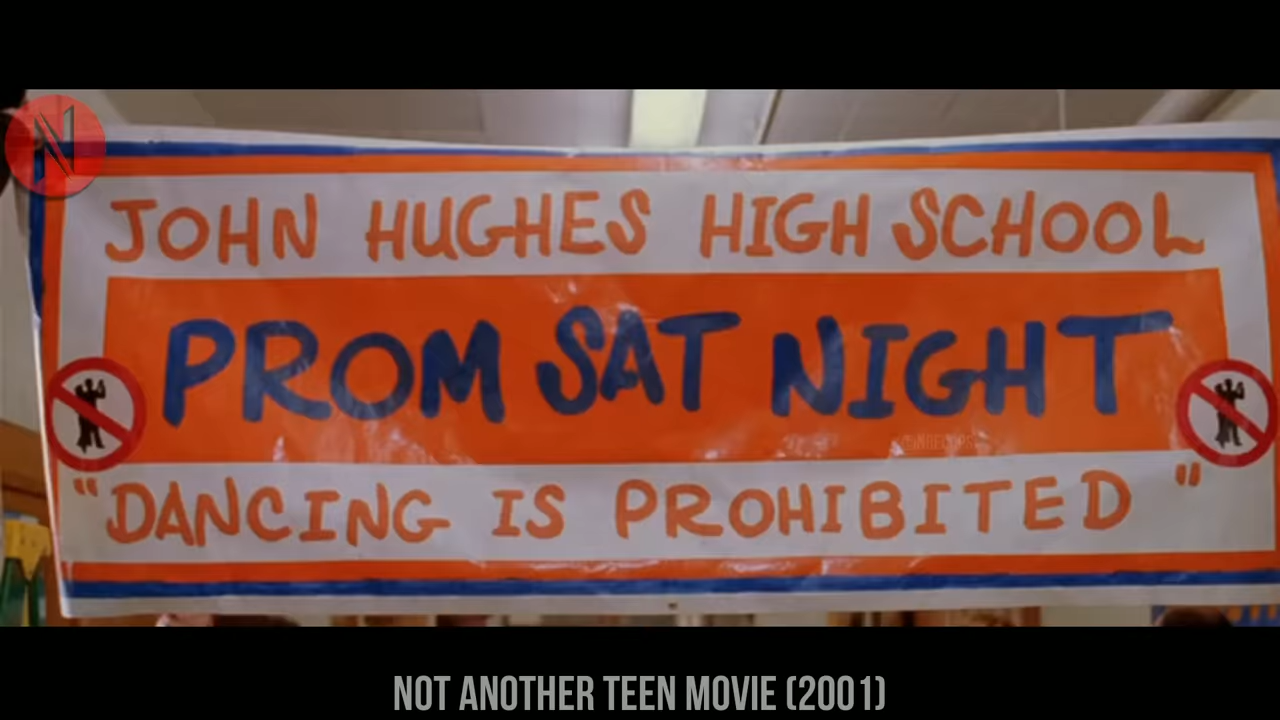 N
JOHN HUGHES HIGH SCHOOL
PROM SAT NIGHT
"DANCING IS PROHIBITED"
NOT ANOTHER TEEN MOVIE (2001)